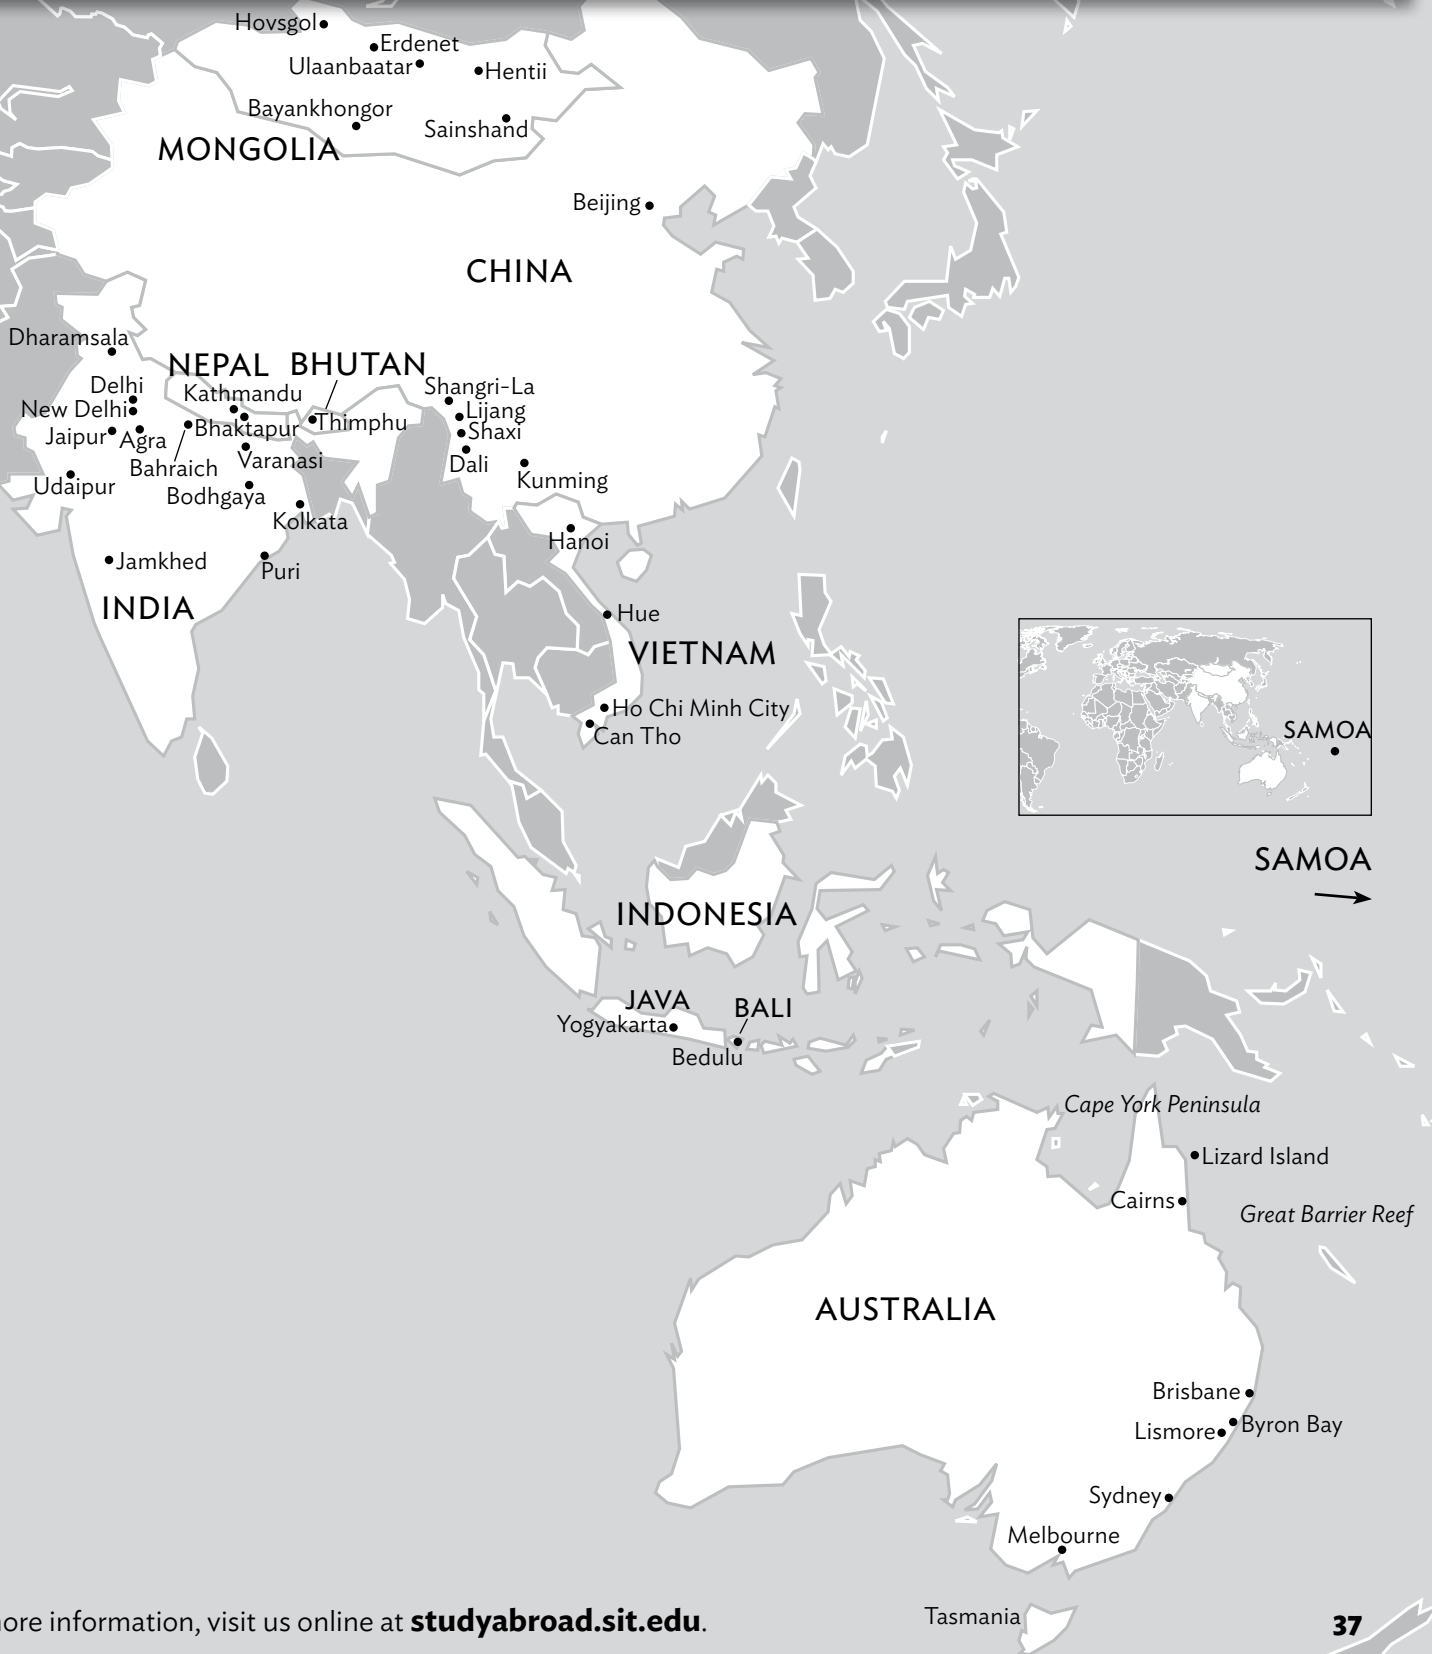 Hovsgol
Erdenet
Ulaanbaatar
Hentii
Bayankhongor
Sainshand
MONGOLIA
Beijing
CHINA
Dharamsala
NEPAL
BHUTAN
Delhi
Kathmandu
Shangri-La
New Delhi
Lijang
Jaipur
Agra
Bhaktapur
Thimphu
Shaxi
Bahraich
Varanasi
Dali
Udaipur
Bodhgaya
Kunming
Kolkata
Hanoi
Jamkhed
Puri
INDIA
Hue
VIETNAM
Ho Chi Minh City
Can Tho
SAMOA
SAMOA
INDONESIA
JAVA
BALI
Yogyakarta
Bedulu
Cape York Peninsula
Lizard Island
Cairns
Great Barrier Reef
AUSTRALIA
Brisbane
Byron Bay
Lismore
Sydney
Melbourne
Tasmania
ore information, visit us online at studyabroad.sit.edu.
37